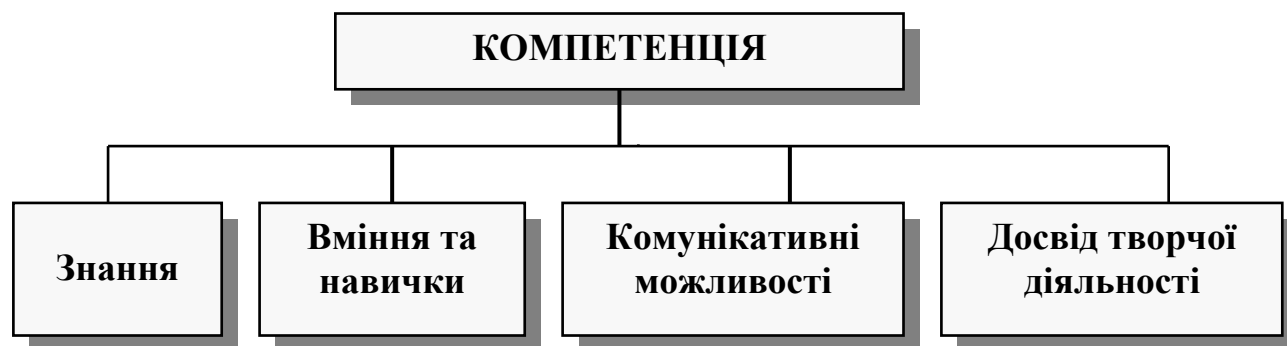 КОМПЕТЕНЦІЯ
Знання
Вміння та
навички
Комунікативні
можливості
Досвід творчої
діяльності